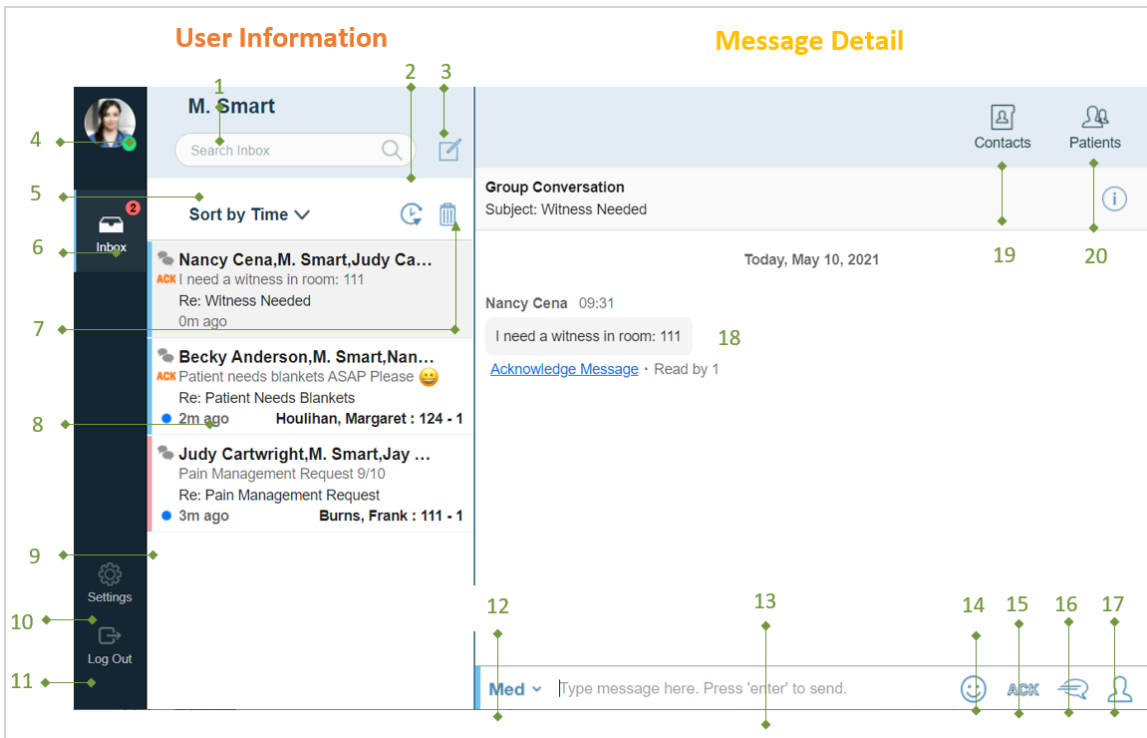 User Information
Message Detail
1
2
3
M. Smart
4
Search Inbox
Contacts
Patients
5
2
Sort by Time
Group Conversation
Subject: Witness Needed
6
Inbox
19
20
Nancy Cena,M. Smart,Judy Ca...
ACK I need a witness in room: 111
Re: Witness Needed
0m ago
Today, May 10, 2021
7
Nancy Cena 09:31
I need a witness in room: 111
18
Acknowledge Message · Read by 1
Becky Anderson,M. Smart,Nan...
ACK Patient needs blankets ASAP Please 😀
Re: Patient Needs Blankets
8
2m ago Houlihan, Margaret : 124 - 1
Judy Cartwright,M. Smart,Jay ...
Pain Management Request 9/10
Re: Pain Management Request
3m ago Burns, Frank : 111 - 1
9
Settings
10
Log Out
11
12
13
14
15
16
17
Med
Type message here. Press 'enter' to send.
ACK